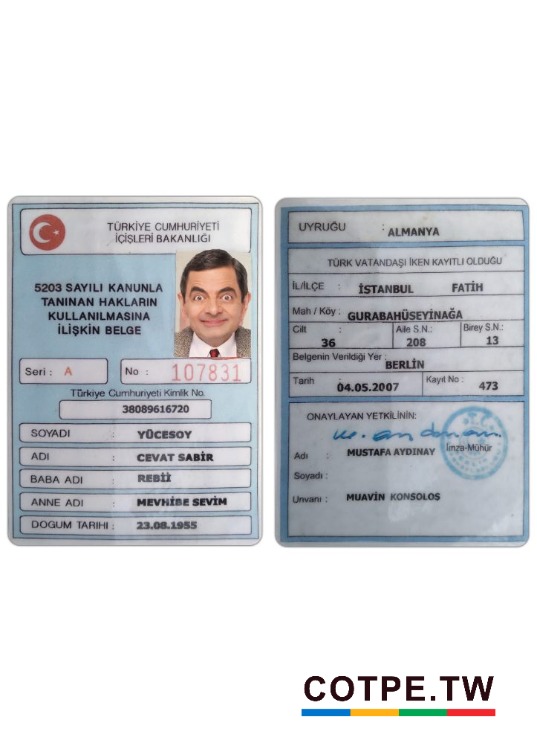 TÜRKİYE CUMHURİYETİ
İÇİŞLERİ BAKANLIĞI
5203 SAYILI KANUNLA
TANINAN HAKLARIN
KULLANILMASINA
İLİŞKİN BELGE
Seri : A
No : 107831
Türkiye Cumhuriyeti Kimlik No.
38089616720
SOYADI : YÜCESOY
ADI : CEVAT SABİR
BABA ADI : REBİİ
ANNE ADI : MEVHİBE SEVİM
DOĞUM TARİHİ : 23.08.1955
UYRUĞU : ALMANYA
TÜRK VATANDAŞI İKEN KAYITLI OLDUĞU
İL/İLÇE : İSTANBUL FATİH
Mah / Köy : GURABAHÜSEYİNAĞA
Cilt : Aile S.N.: Birey S.N.:
36 208 13
Belgenin Verildiği Yer :
BERLİN
Tarih : 04.05.2007 Kayıt No : 473
ONAYLAYAN YETKİLİNİN:
İmza-Mühür
Adı : MUSTAFA AYDINAY
Soyadı :
Unvanı : MUAVİN KONSOLOS
COTPE.TW